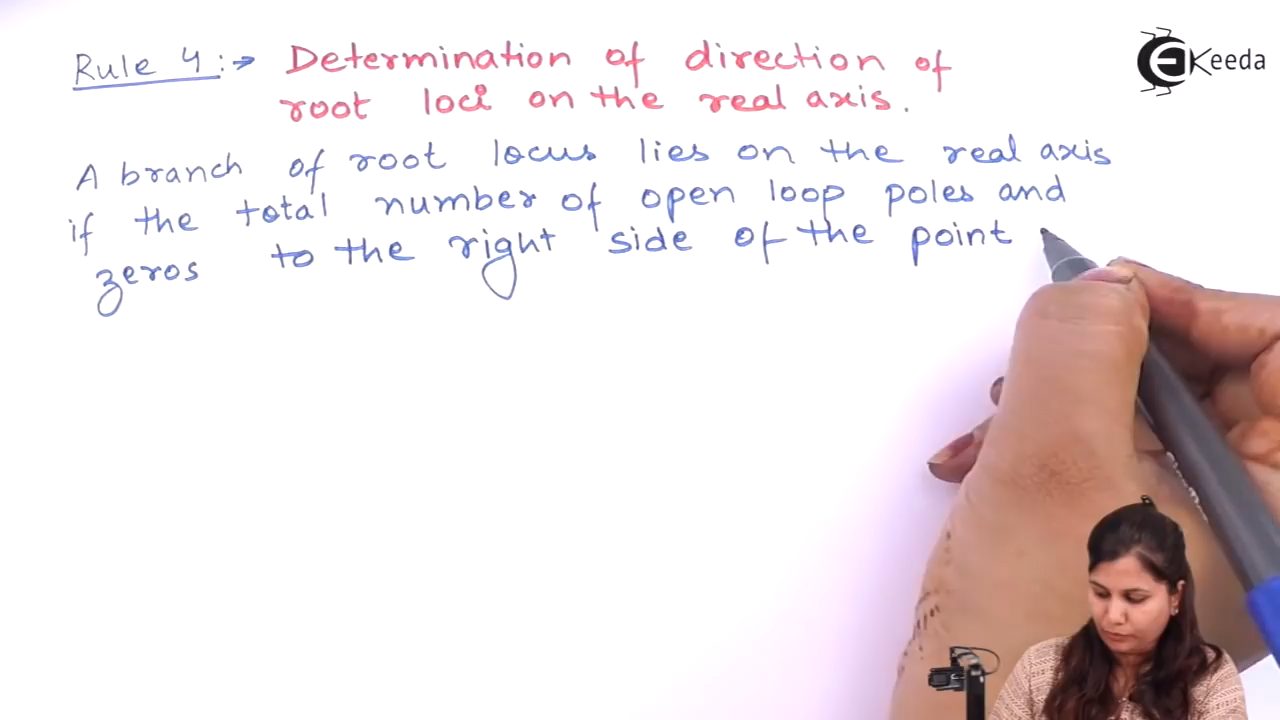 Rule 4 :→ Determination of direction of
root loci on the real axis.
A branch of root locus lies on the real axis
if the total number of open loop poles and
zeros to the right side of the point
EKeeda